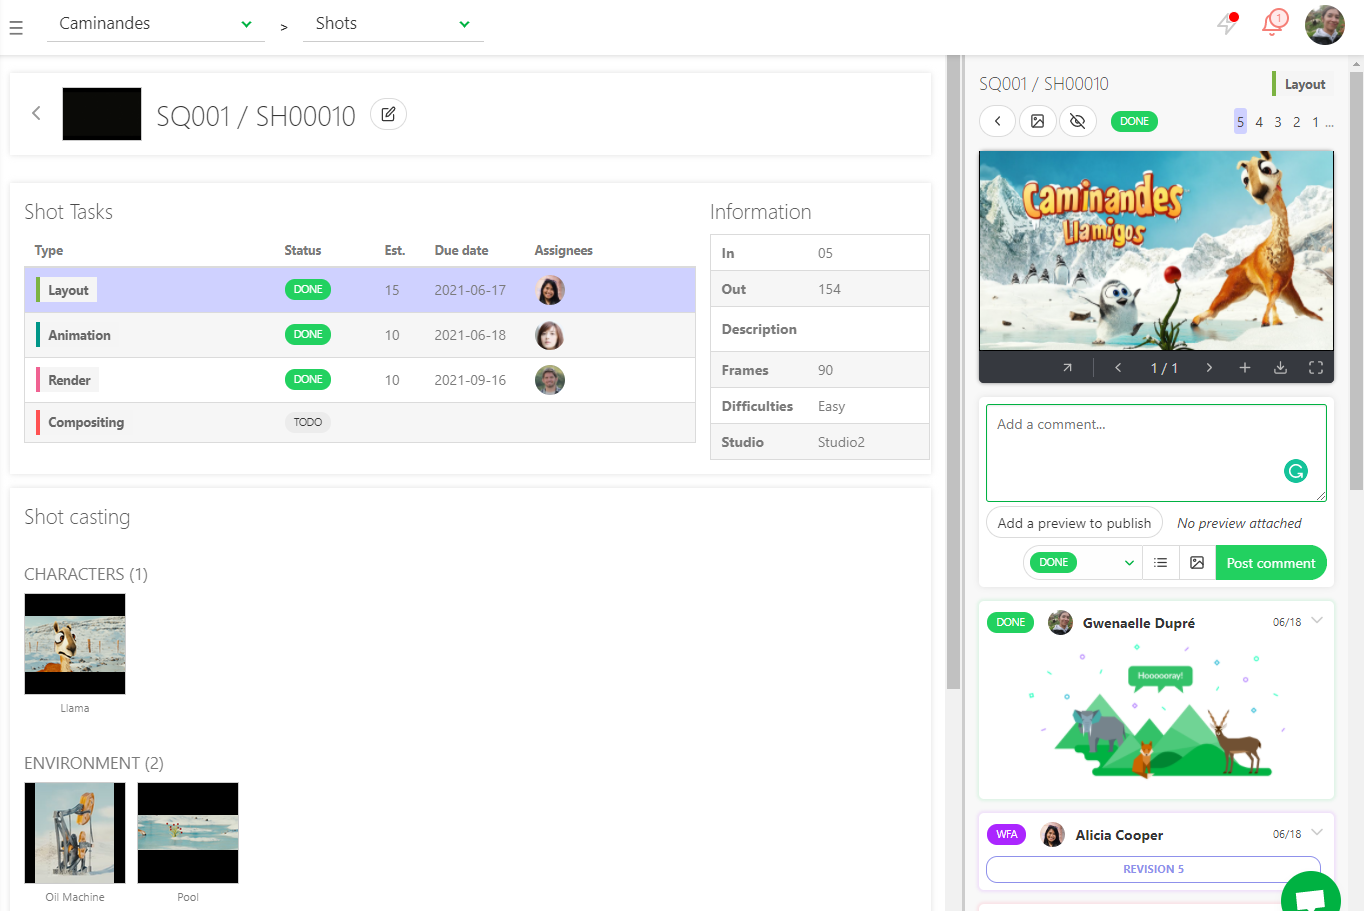 Caminandes
>
Shots
1
SQ001 / SH00010
Shot Tasks
Type Status Est. Due date Assignees
Layout DONE 15 2021-06-17
Animation DONE 10 2021-06-18
Render DONE 10 2021-09-16
Compositing TODO
Information
In 05
Out 154
Description
Frames 90
Difficulties Easy
Studio Studio2
Shot casting
CHARACTERS (1)
Llama
ENVIRONMENT (2)
Oil Machine
Pool
SQ001 / SH00010
Layout
DONE
5 4 3 2 1 ...
Caminandes
Llamigos
1 / 1
Add a comment...
Add a preview to publish
No preview attached
DONE
Post comment
DONE Gwenaelle Dupré 06/18
Hoooooray!
WFA Alicia Cooper 06/18
REVISION 5